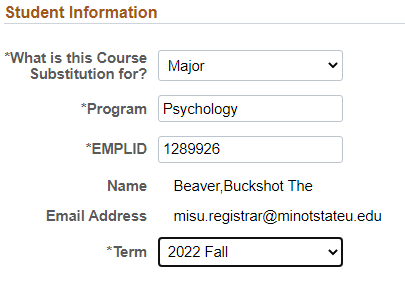 Student Information
*What is this Course
Substitution for?
Major
*Program Psychology
*EMPLID 1289926
Name Beaver,Buckshot The
Email Address misu.registrar@minotstateu.edu
*Term 2022 Fall